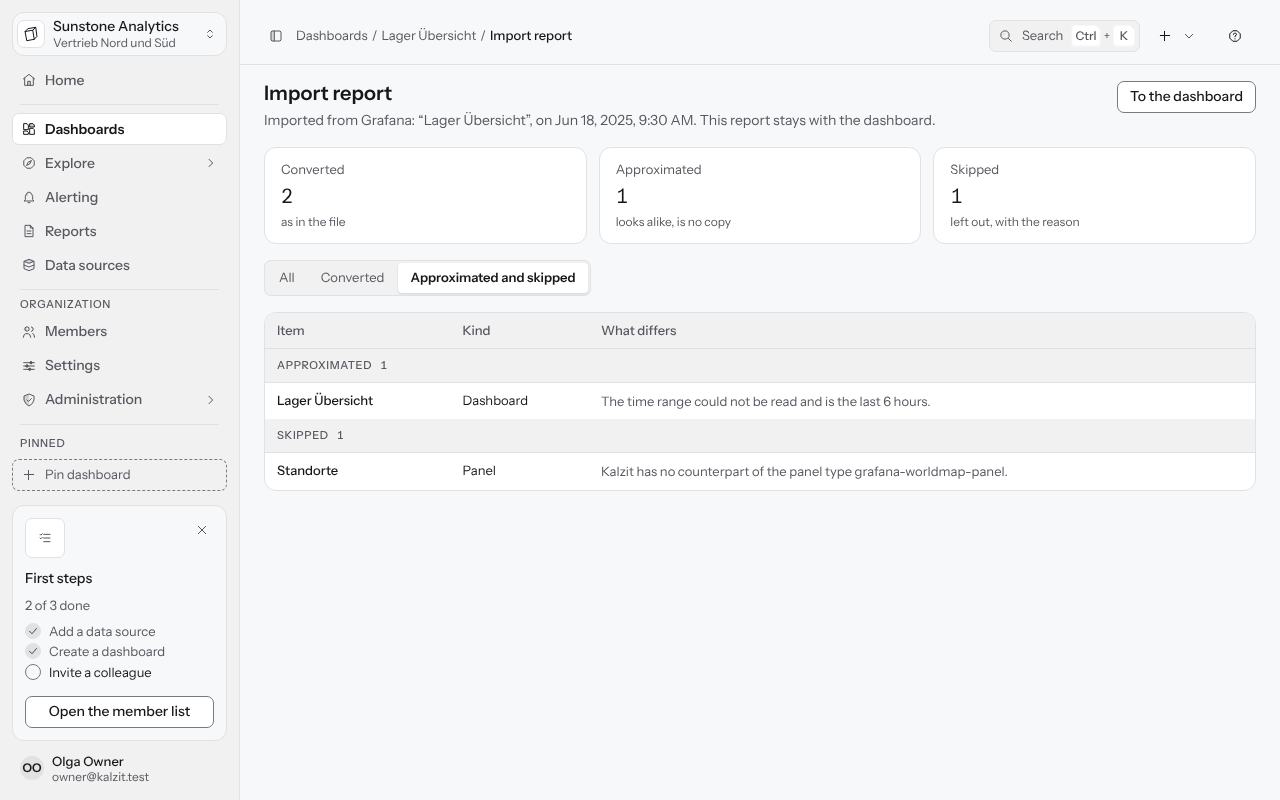 Sunstone Analytics
Vertrieb Nord und Süd
Home
Dashboards
Explore
Alerting
Reports
Data sources
ORGANIZATION
Members
Settings
Administration
PINNED
Pin dashboard
First steps
2 of 3 done
Add a data source
Create a dashboard
Invite a colleague
Open the member list
OO
Olga Owner
owner@kalzit.test
Dashboards / Lager Übersicht / Import report
Search Ctrl + K
Import report
To the dashboard
Imported from Grafana: “Lager Übersicht”, on Jun 18, 2025, 9:30 AM. This report stays with the dashboard.
Converted
2
as in the file
Approximated
1
looks alike, is no copy
Skipped
1
left out, with the reason
All Converted Approximated and skipped
Item Kind What differs
APPROXIMATED 1
Lager Übersicht Dashboard The time range could not be read and is the last 6 hours.
SKIPPED 1
Standorte Panel Kalzit has no counterpart of the panel type grafana-worldmap-panel.